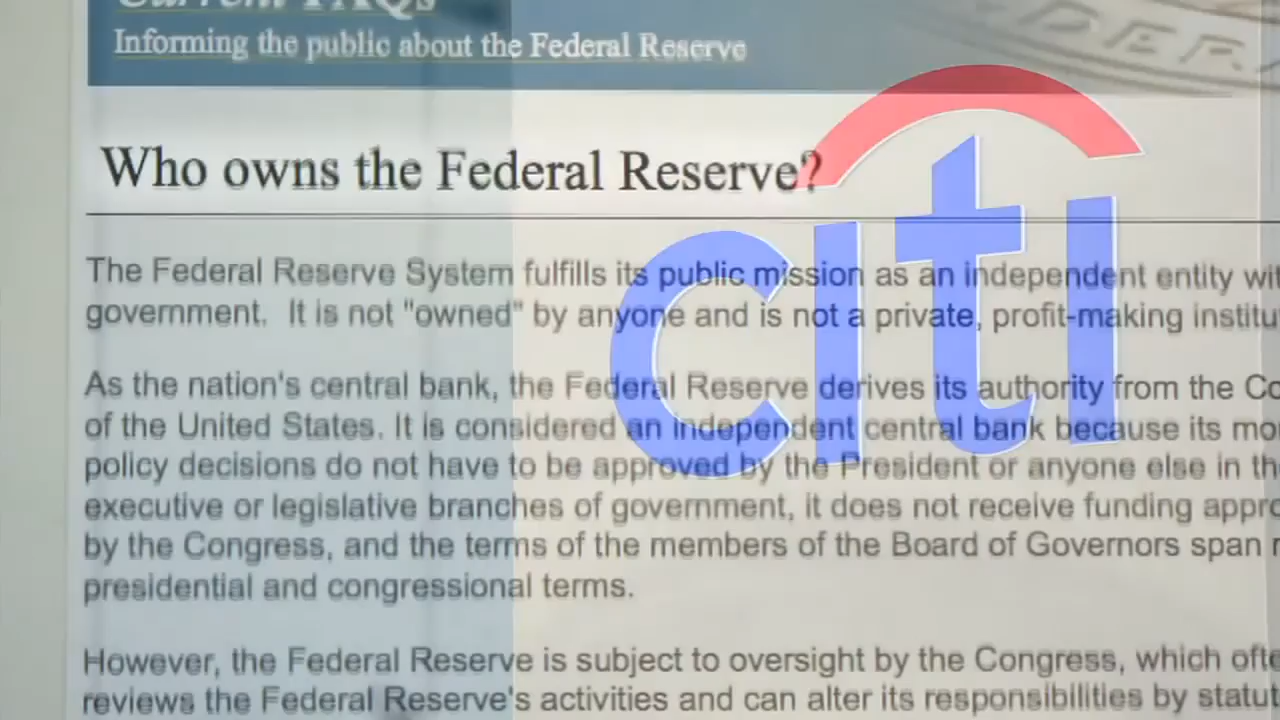 Current FAQs
Informing the public about the Federal Reserve
DER
Who owns the Federal Reserve?
citi
The Federal Reserve System fulfills its public mission as an independent entity
government. It is not "owned" by anyone and is not a private, profit-making
As the nation's central bank, the Federal Reserve derives its authority from the
of the United States. It is considered an independent central bank because its
policy decisions do not have to be approved by the President or anyone else in
executive or legislative branches of government, it does not receive funding
by the Congress, and the terms of the members of the Board of Governors span
presidential and congressional terms.
However, the Federal Reserve is subject to oversight by the Congress, which
reviews the Federal Reserve's activities and can alter its responsibilities by